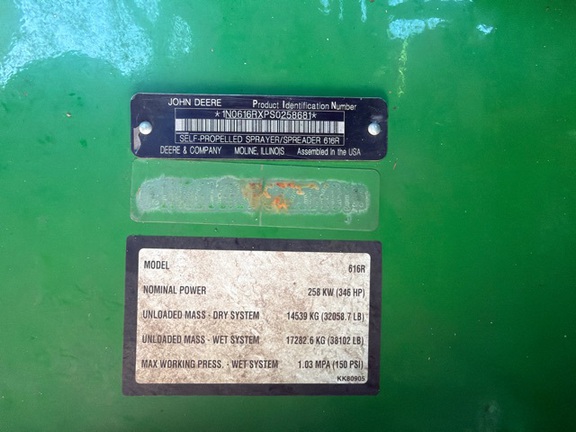 JOHN DEERE Product Identification Number
*1N0616RXPS0258681*
SELF-PROPELLED SPRAYER/SPREADER 616R
DEERE & COMPANY MOLINE, ILLINOIS Assembled in the USA
MODEL 616R
NOMINAL POWER 258 KW (346 HP)
UNLOADED MASS - DRY SYSTEM 14539 KG (32058.7 LB)
UNLOADED MASS - WET SYSTEM 17282.6 KG (38102 LB)
MAX WORKING PRESS. - WET SYSTEM 1.03 MPA (150 PSI)
KK80905